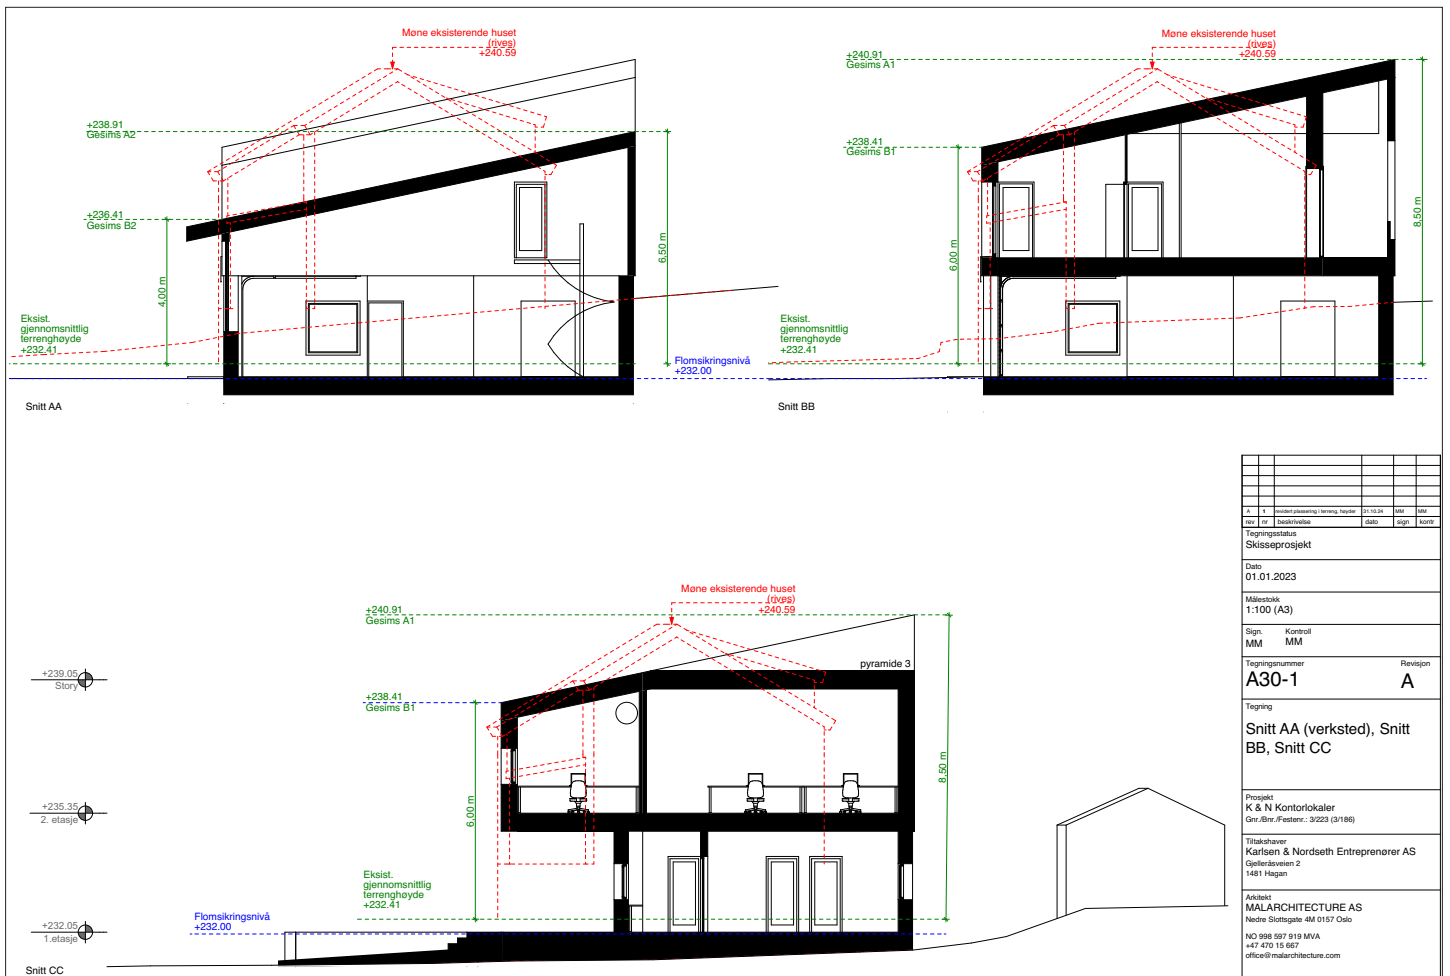 Møne eksisterende huset
(rives)
+240.59
+238.91
Gesims A2
+236.41
Gesims B2
4,00 m
6,50 m
Eksist.
gjennomsnittlig
terrenghøyde
+232.41
Flomsikringsnivå
+232.00
Snitt AA
Møne eksisterende huset
(rives)
+240.59
+240.91
Gesims A1
+238.41
Gesims B1
6,00 m
8,50 m
Eksist.
gjennomsnittlig
terrenghøyde
+232.41
Snitt BB
Møne eksisterende huset
(rives)
+240.59
+240.91
Gesims A1
pyramide 3
+239.05
Story
+238.41
Gesims B1
6,00 m
8,50 m
+235.35
2. etasje
Eksist.
gjennomsnittlig
terrenghøyde
+232.41
Flomsikringsnivå
+232.00
+232.05
1.etasje
Snitt CC
A 1 revidert plassering i terreng, høyder 31.10.24 MM MM
rev nr beskrivelse dato sign kontr
Tegningsstatus
Skisseprosjekt
Dato
01.01.2023
Målestokk
1:100 (A3)
Sign. Kontroll
MM MM
Tegningsnummer Revisjon
A30-1 A
Tegning
Snitt AA (verksted), Snitt
BB, Snitt CC
Prosjekt
K & N Kontorlokaler
Gnr./Bnr./Festenr.: 3/223 (3/186)
Tiltakshaver
Karlsen & Nordseth Entreprenører AS
Gjelleråsveien 2
1481 Hagan
Arkitekt
MALARCHITECTURE AS
Nedre Slottsgate 4M 0157 Oslo
NO 998 597 919 MVA
+47 470 15 667
office@malarchitecture.com